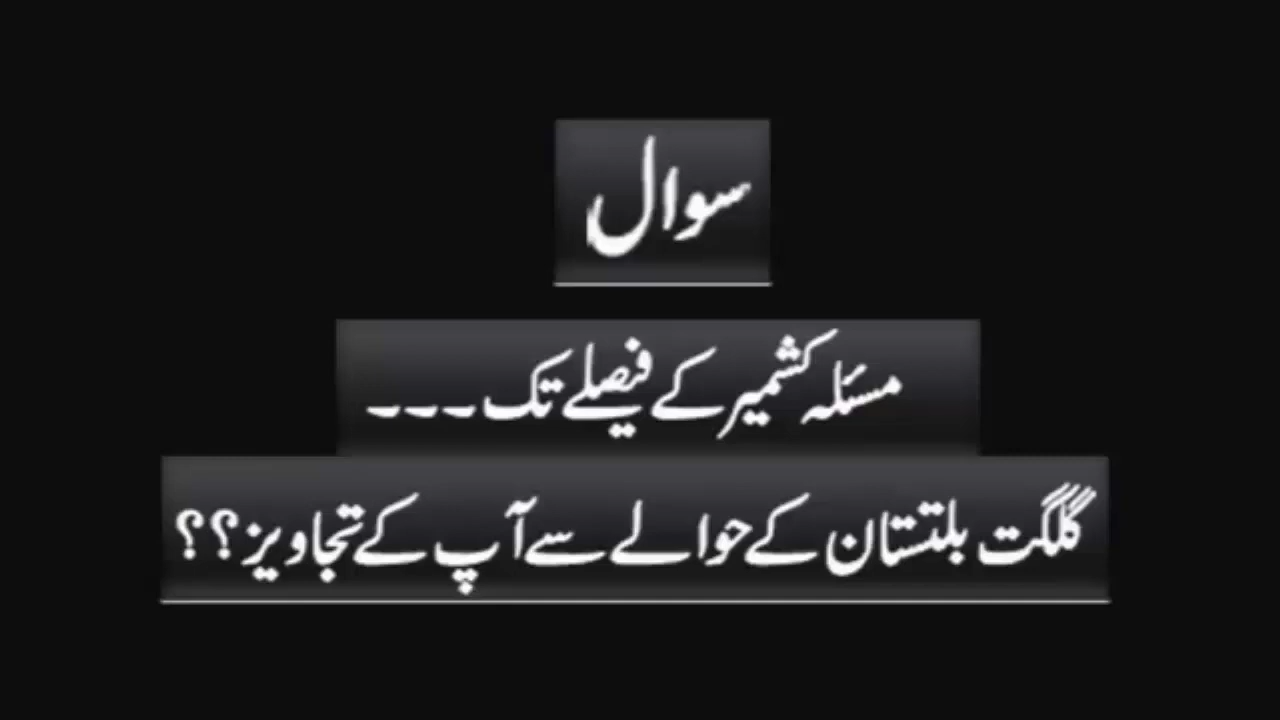 سوال
مسئلہ کشمیر کے فیصلے تک۔۔۔
گلگت بلتستان کے حوالے سے آپ کے تجاویز؟؟